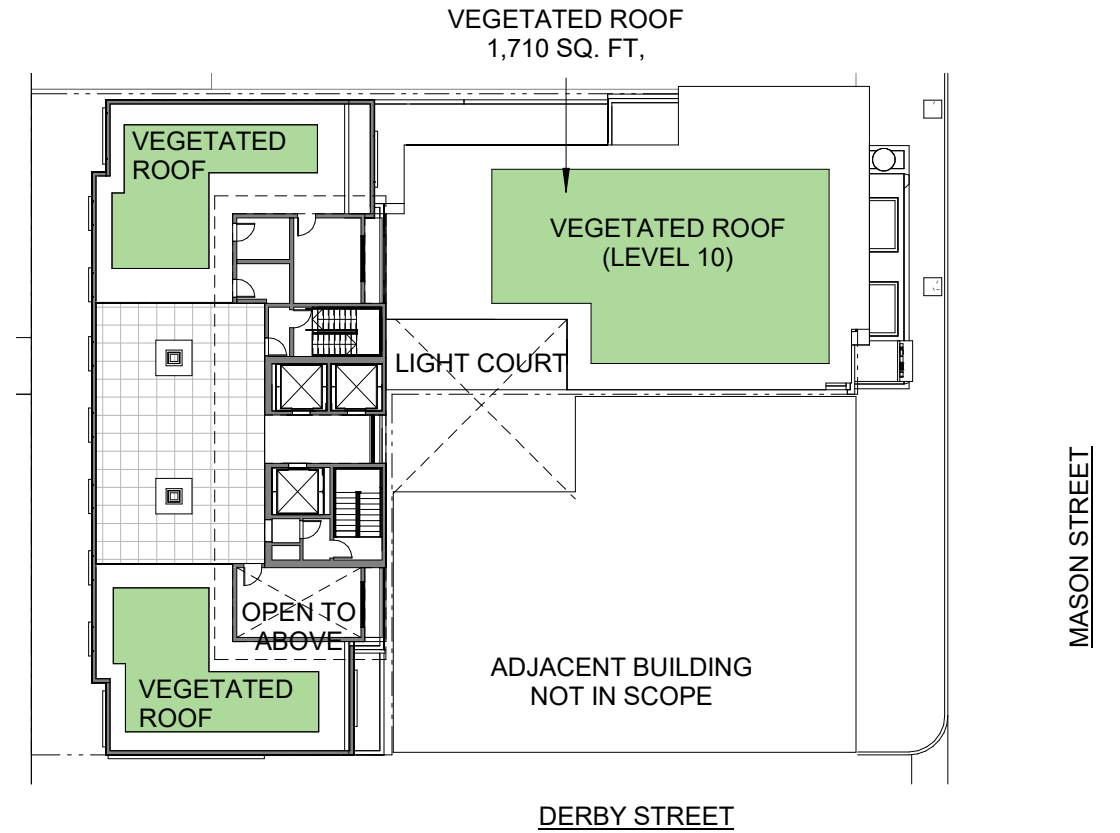 VEGETATED ROOF
1,710 SQ. FT,
VEGETATED
ROOF
VEGETATED ROOF
(LEVEL 10)
LIGHT COURT
OPEN TO
ABOVE
VEGETATED
ROOF
ADJACENT BUILDING
NOT IN SCOPE
MASON STREET
DERBY STREET